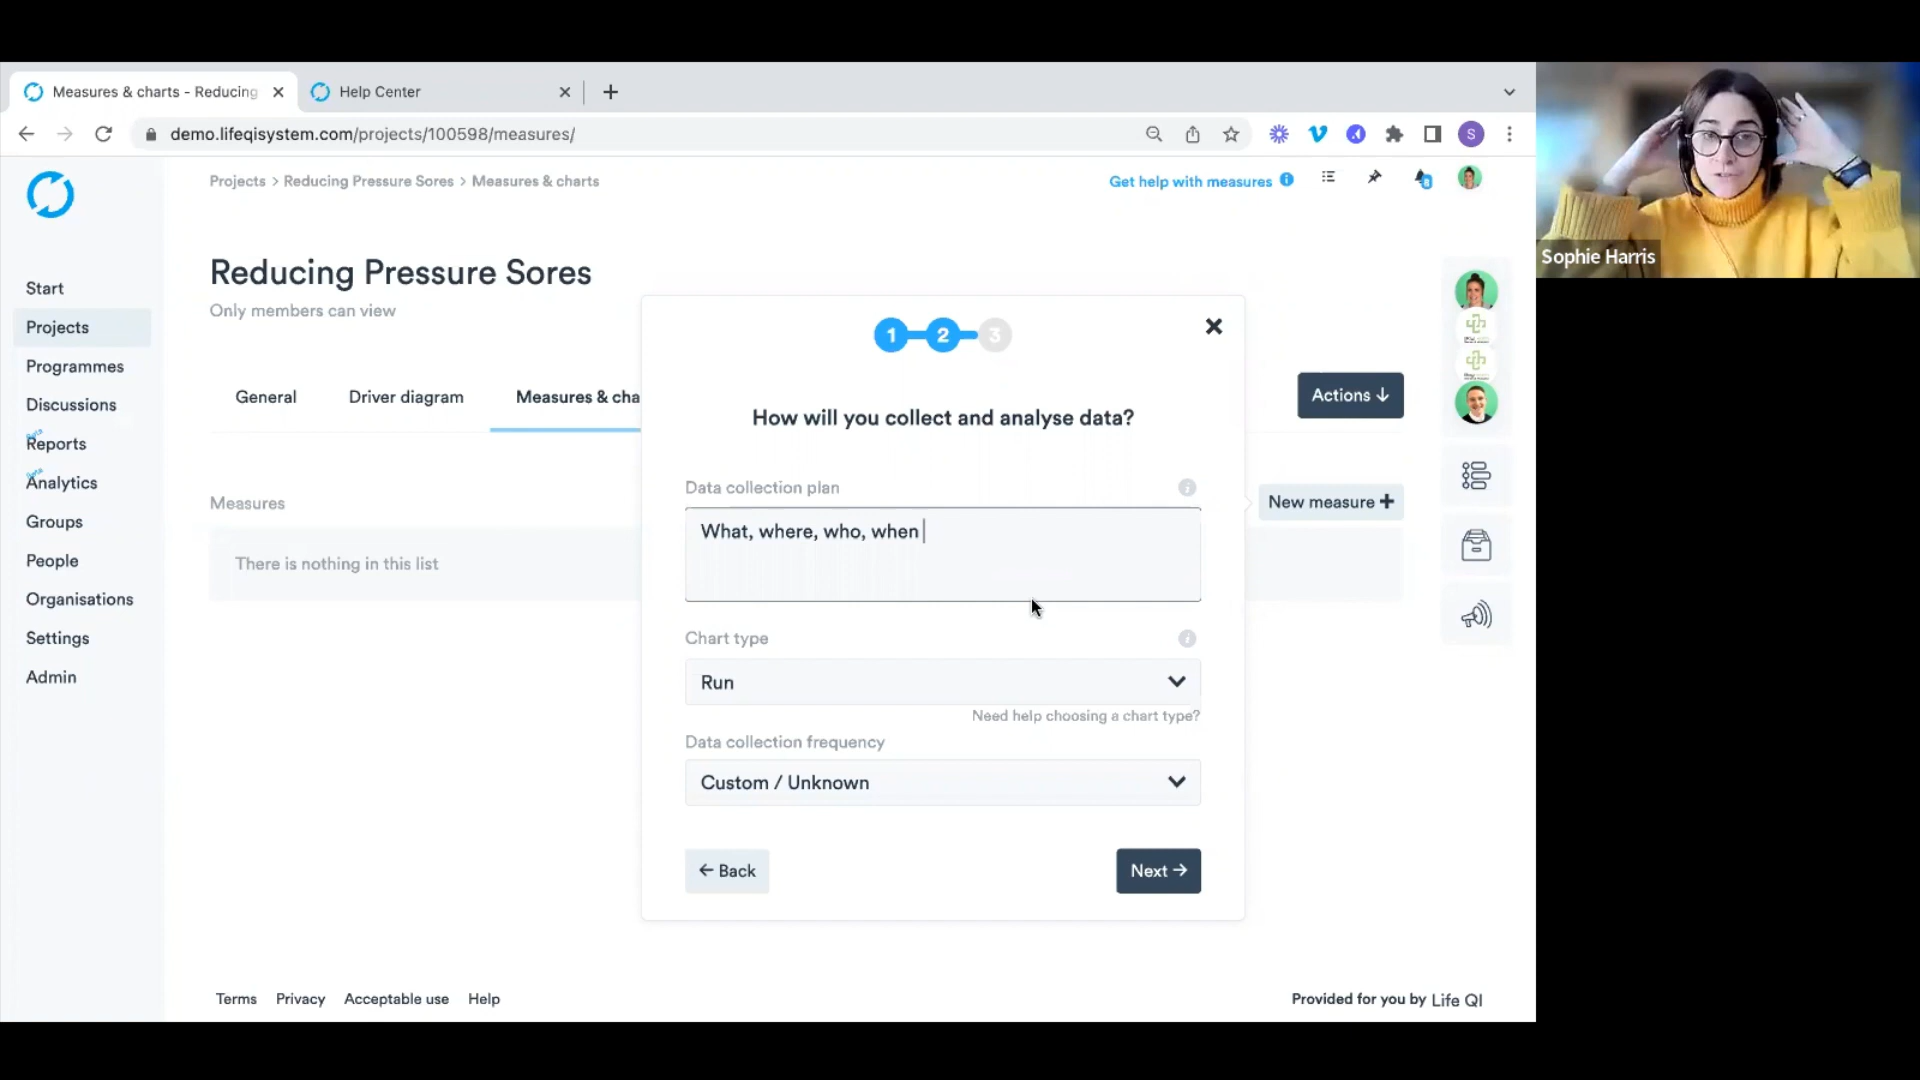 Measures & charts - Reducing
Help Center
demo.lifeqisystem.com/projects/100598/measures/
S
Projects > Reducing Pressure Sores > Measures & charts
Get help with measures
8
Sophie Harris
Start
Projects
Programmes
Discussions
Beta
Reports
Beta
Analytics
Groups
People
Organisations
Settings
Admin
Reducing Pressure Sores
Only members can view
General
Driver diagram
Measures & cha
Actions ↓
Measures
New measure +
There is nothing in this list
1 2 3
How will you collect and analyse data?
Data collection plan
What, where, who, when
Chart type
Run
Need help choosing a chart type?
Data collection frequency
Custom / Unknown
← Back
Next →
Terms
Privacy
Acceptable use
Help
Provided for you by Life QI